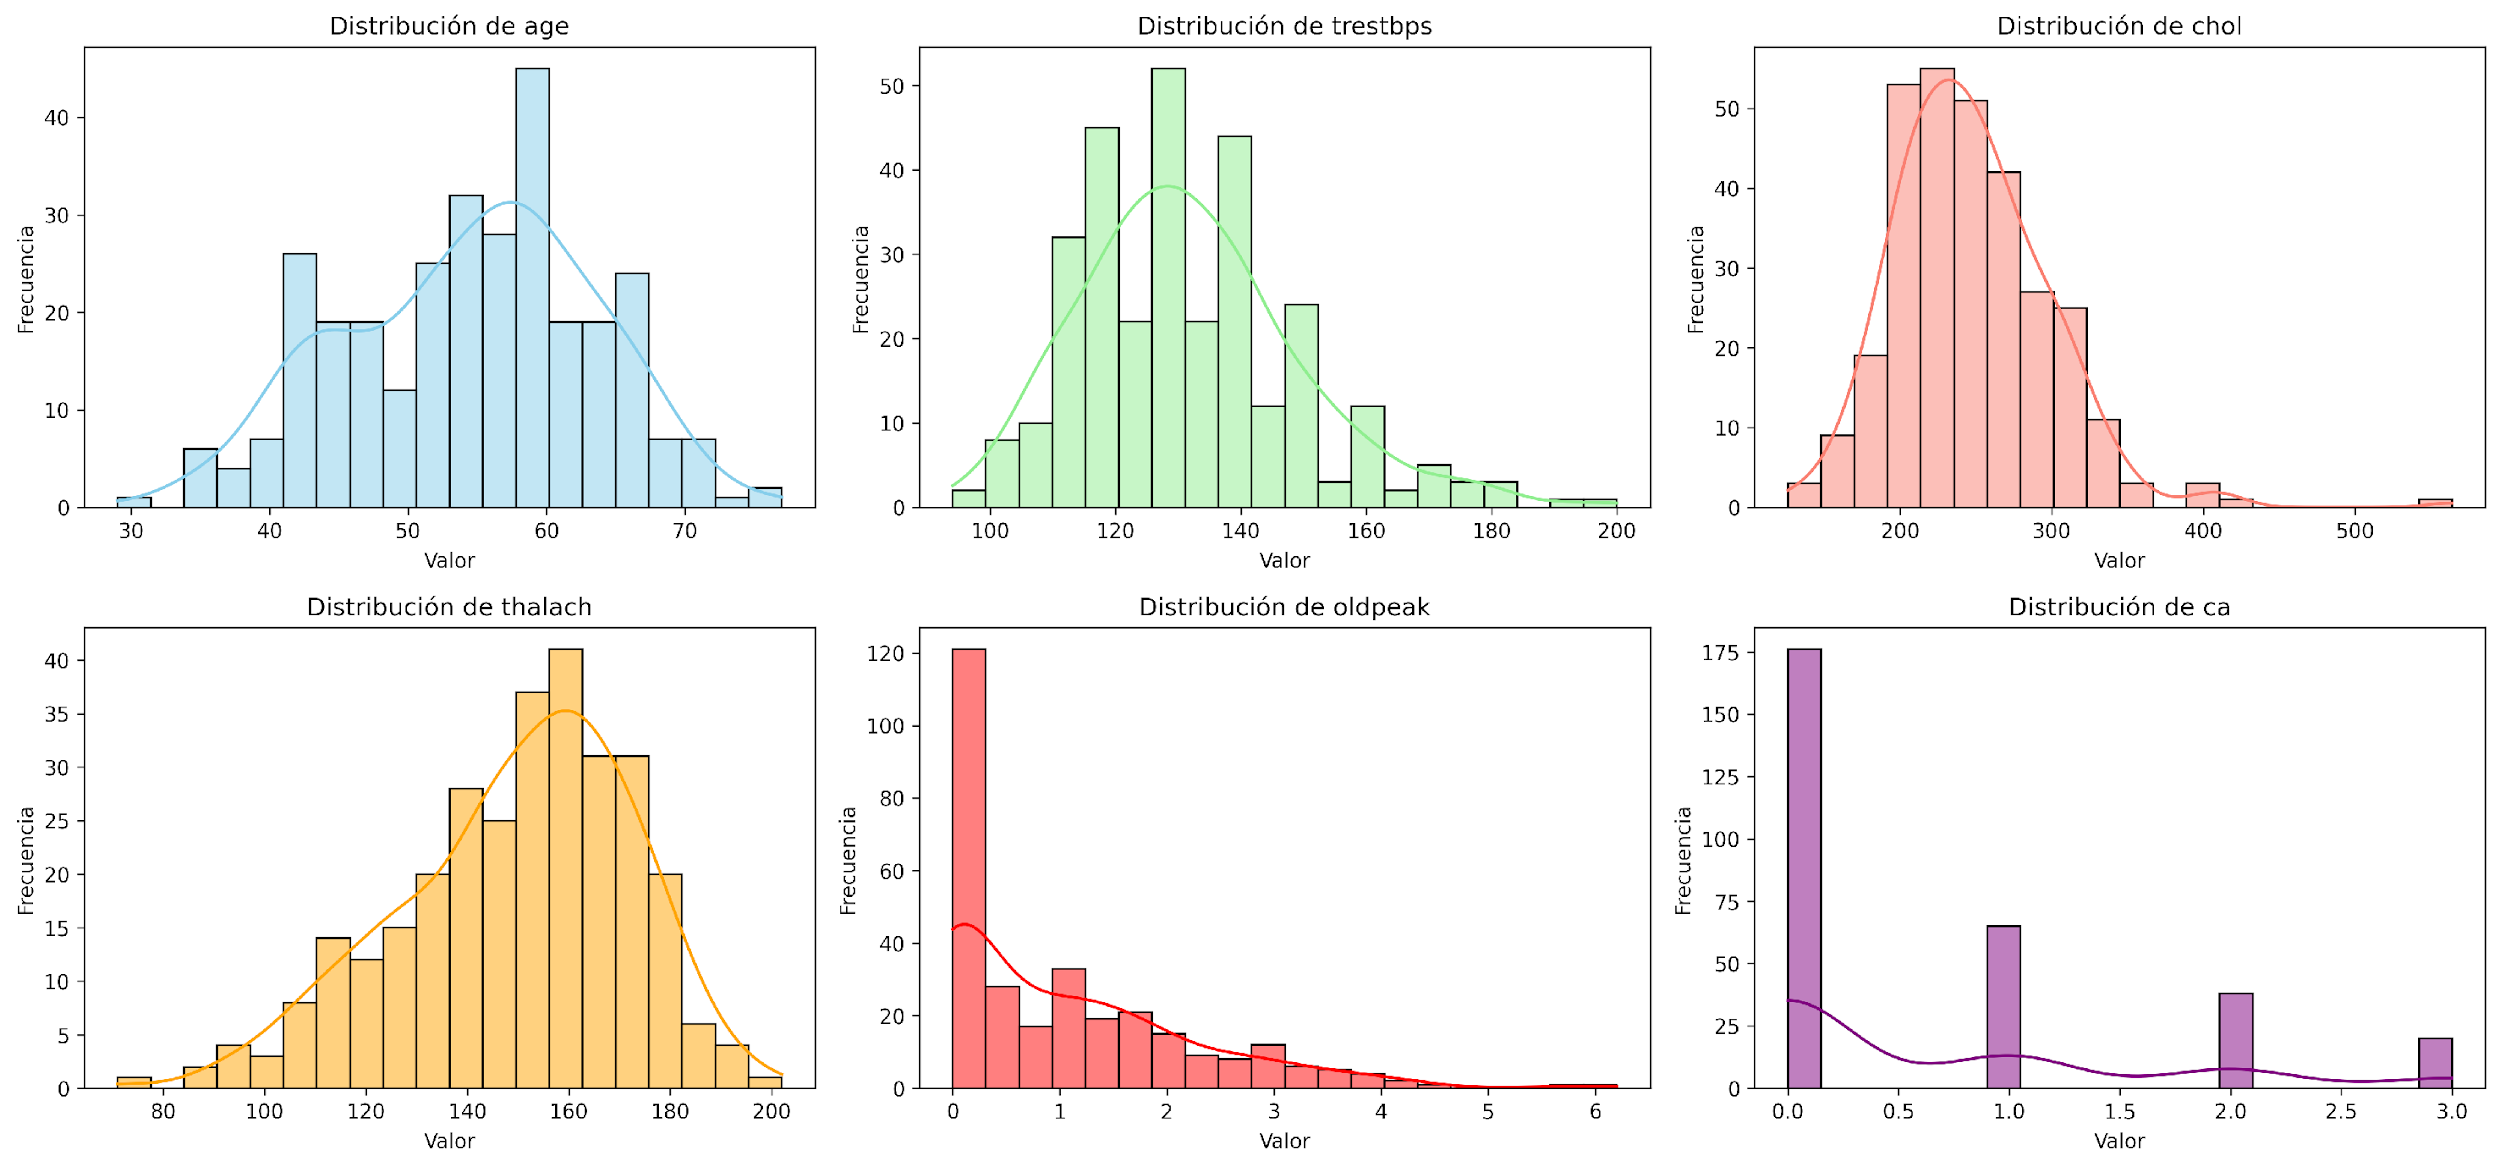 Distribución de age
Frecuencia
40
30
20
10
0
30 40 50 60 70
Valor
Distribución de trestbps
Frecuencia
50
40
30
20
10
0
100 120 140 160 180 200
Valor
Distribución de chol
Frecuencia
50
40
30
20
10
0
200 300 400 500
Valor
Distribución de thalach
Frecuencia
40
35
30
25
20
15
10
5
0
80 100 120 140 160 180 200
Valor
Distribución de oldpeak
Frecuencia
120
100
80
60
40
20
0
0 1 2 3 4 5 6
Valor
Distribución de ca
Frecuencia
175
150
125
100
75
50
25
0
0.0 0.5 1.0 1.5 2.0 2.5 3.0
Valor